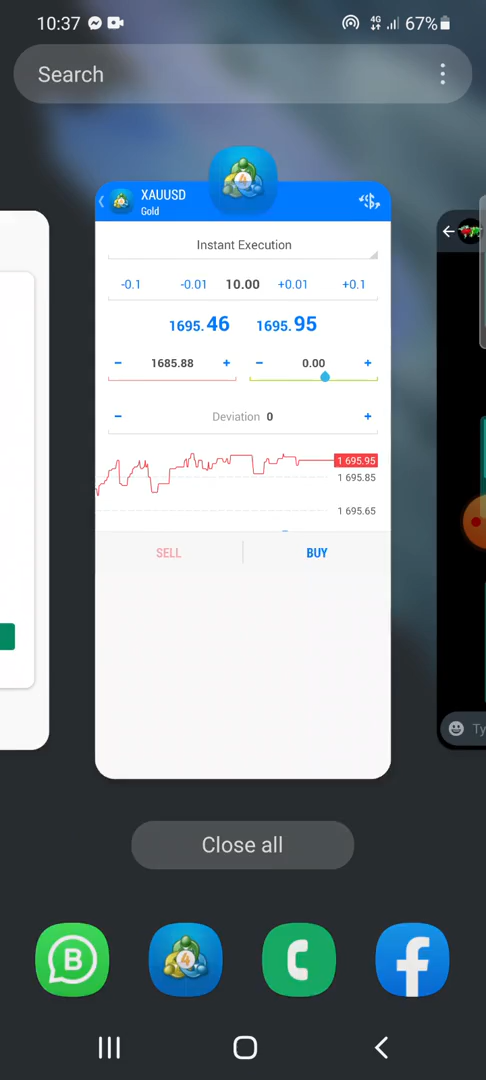 10:37 4G 67%
Search
XAUUSD
Gold
Instant Execution
-0.1 -0.01 10.00 +0.01 +0.1
1695.46 1695.95
- 1685.88 + - 0.00 +
- Deviation 0 +
1 695.95
1 695.85
1 695.65
SELL BUY
Ty
Close all
B 4